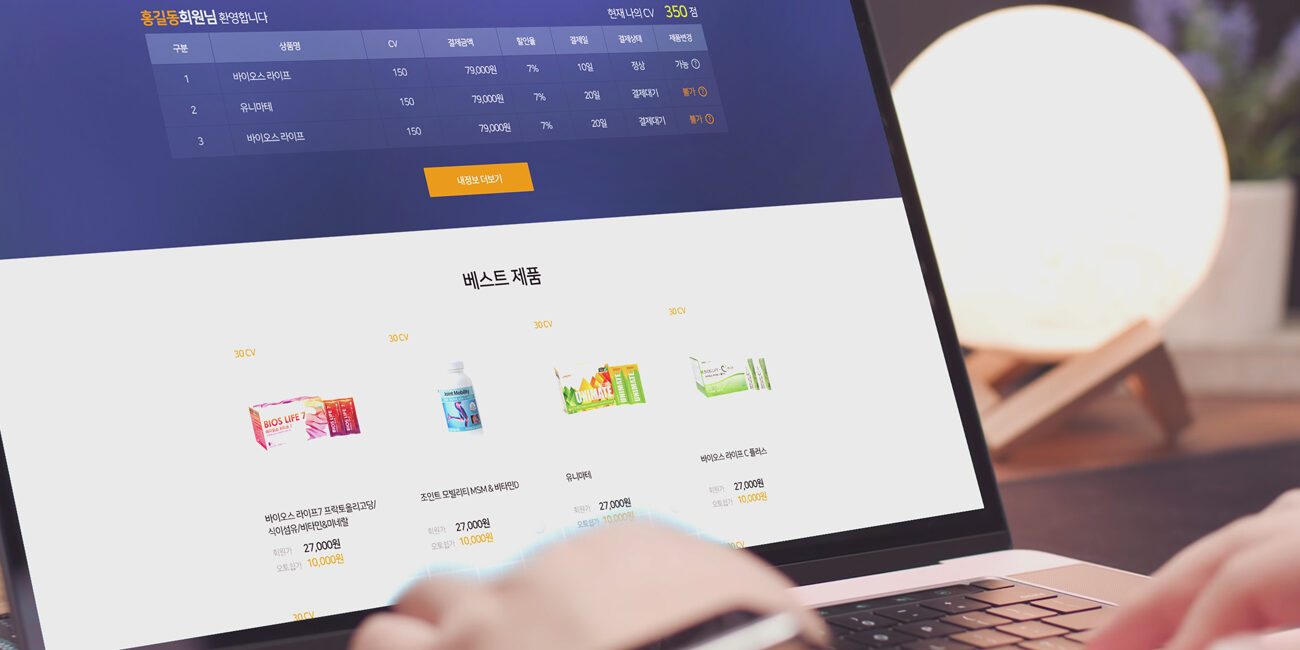 홍길동회원님 환영합니다
현재 나의 CV 350 점
구분 상품명 CV 결제금액 할인율 결제일 결제상태 제품변경
1 바이오스 라이프 150 79,000원 7% 10일 정상 가능 ?
2 유니마테 150 79,000원 7% 20일 결제대기 불가 ?
3 바이오스 라이프 150 79,000원 7% 20일 결제대기 불가 ?
내정보 더보기
베스트 제품
30 CV
BIOS LIFE 7
BIOS LIFE 7
바이오스 라이프7 프락토올리고당/
식이섬유/비타민&미네랄
회원가 27,000원
오토쉽가 10,000원
30 CV
Joint Mobility
조인트 모빌리티 MSM & 비타민D
회원가 27,000원
오토쉽가 10,000원
30 CV
UNIMATE
UNIMATE
UNIMATE
유니마테
회원가 27,000원
오토쉽가 10,000원
30 CV
BIOS LIFE C PLUS
바이오스 라이프 C 플러스
회원가 27,000원
오토쉽가 10,000원
30 CV
30 CV